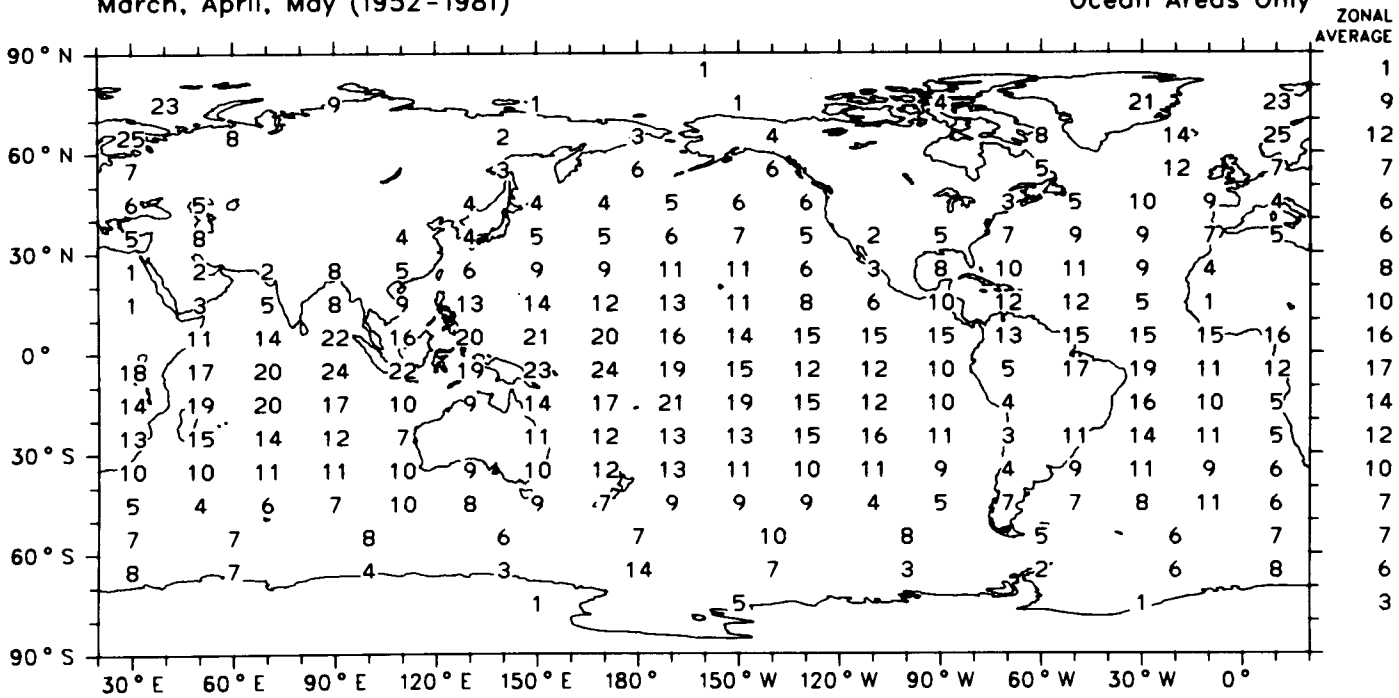 March, April, May (1952-1981) Ocean Areas Only
ZONAL
AVERAGE
90° N
1 1
23 9 1 1 4 21 23 9
25 8 2 3 4 8 14 25 12
60° N
7 3 6 6 5 12 7 7
6 5 4 4 4 5 6 6 3 5 10 9 4 6
5 8 4 4 5 5 6 7 5 2 5 7 9 9 7 5 6
30° N
1 2 2 8 5 6 9 9 11 11 6 3 8 10 11 9 4 8
1 3 5 8 9 13 14 12 13 11 8 6 10 12 12 5 1 10
11 14 22 16 20 21 20 16 14 15 15 15 13 15 15 15 16 16
0°
18 17 20 24 22 19 23 24 19 15 12 12 10 5 17 19 11 12 17
14 19 20 17 10 9 14 17 21 19 15 12 10 4 16 10 5 14
13 15 14 12 7 11 12 13 13 15 16 11 3 11 14 11 5 12
30° S
10 10 11 11 10 9 10 12 13 11 10 11 9 4 9 11 9 6 10
5 4 6 7 10 8 9 7 9 9 9 4 5 7 7 8 11 6 7
7 7 8 6 7 10 8 5 6 7 7
60° S
8 7 4 3 14 7 3 2 6 8 6
1 5 1 3
90° S
30° E 60° E 90° E 120° E 150° E 180° 150° W 120° W 90° W 60° W 30° W 0°